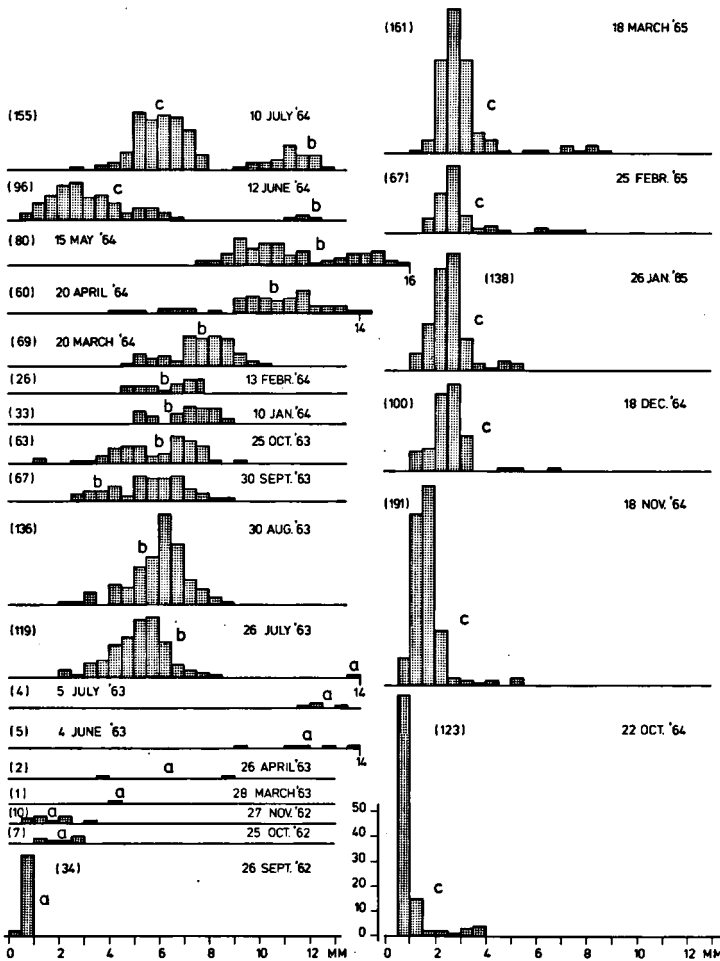 (155) c 10 JULY '64 b
(96) c 12 JUNE '64 b
(80) 15 MAY '64 b
16
(60) 20 APRIL '64 b
14
(69) 20 MARCH '64 b
(26) b 13 FEBR. '64
(33) b 10 JAN. '64
(63) b 25 OCT. '63
(67) b 30 SEPT. '63
(136) b 30 AUG. '63
(119) b 26 JULY '63 a
14
(4) 5 JULY '63 a
(5) 4 JUNE '63 a
14
(2) a 26 APRIL '63
(1) a 28 MARCH '63
(10) a 27 NOV. '62
(7) a 25 OCT. '62
(34) 26 SEPT. '62
a
0 2 4 6 8 10 12 MM
(161) 18 MARCH '65
c
(67) 25 FEBR. '65
c
(138) 26 JAN. '85
c
(100) 18 DEC. '64
c
(191) 18 NOV. '64
c
(123) 22 OCT. '64
c
50
40
30
20
10
0
0 2 4 6 8 10 12 MM